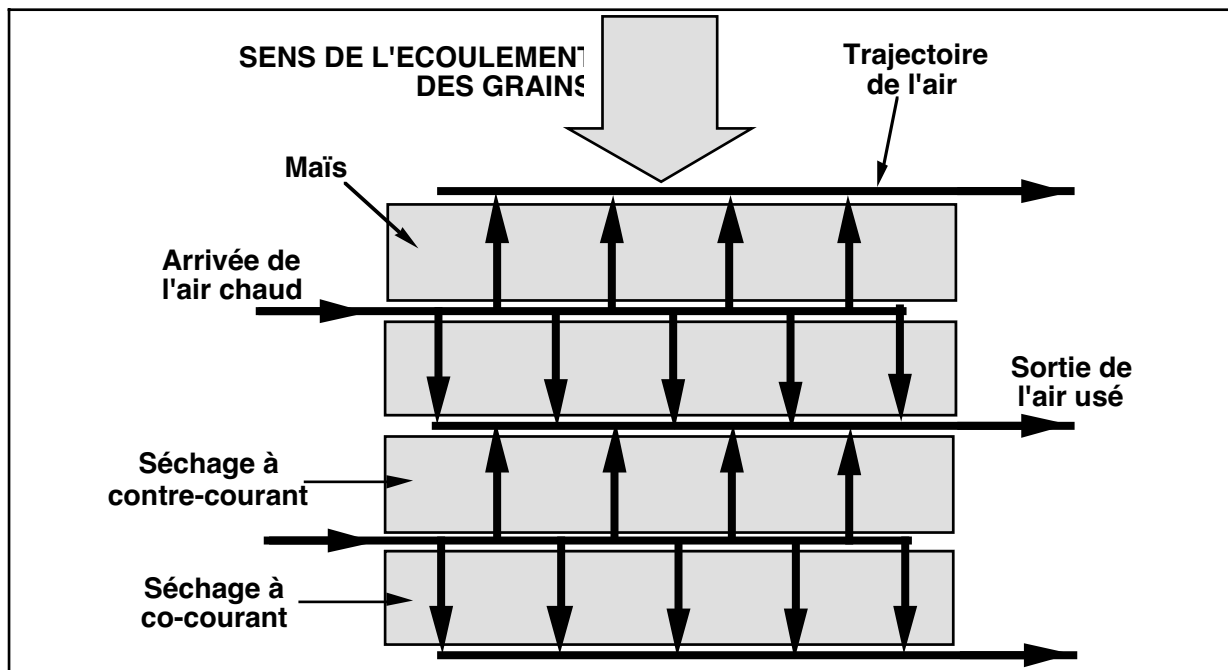 SENS DE L'ECOULEMENT
DES GRAINS
Trajectoire
de l'air
Maïs
Arrivée de
l'air chaud
Sortie de
l'air usé
Séchage à
contre-courant
Séchage à
co-courant